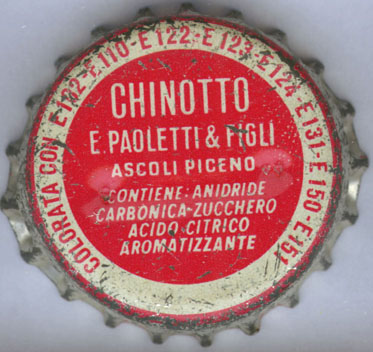 CHINOTTO
E. PAOLETTI & FIGLI
ASCOLI PICENO
CONTIENE: ANIDRIDE
CARBONICA-ZUCCHERO
ACIDO CITRICO
AROMATIZZANTE
COLORATA CON E 102-E 110-E 122-E 123-E 124-E 131-E 150-E 151